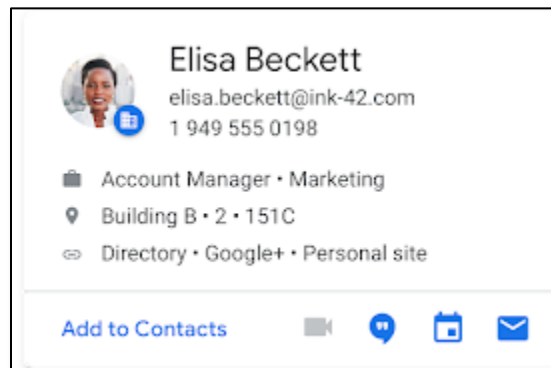 Elisa Beckett
elisa.beckett@ink-42.com
1 949 555 0198
Account Manager • Marketing
Building B • 2 • 151C
Directory • Google+ • Personal site
Add to Contacts